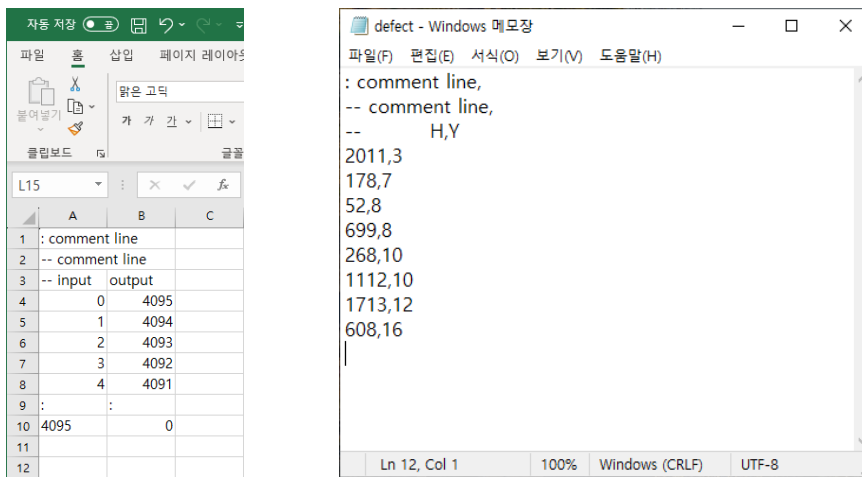 자동 저장 끔
파일 홈 삽입 페이지 레이아웃
붙여넣기
맑은 고딕
가 가 간
클립보드 글꼴
L15 fx
A B C
1 : comment line
2 -- comment line
3 -- input output
4 0 4095
5 1 4094
6 2 4093
7 3 4092
8 4 4091
9 : :
10 4095 0
11
12
defect - Windows 메모장
파일(F) 편집(E) 서식(O) 보기(V) 도움말(H)
: comment line,
-- comment line,
-- H,Y
2011,3
178,7
52,8
699,8
268,10
1112,10
1713,12
608,16
Ln 12, Col 1 100% Windows (CRLF) UTF-8